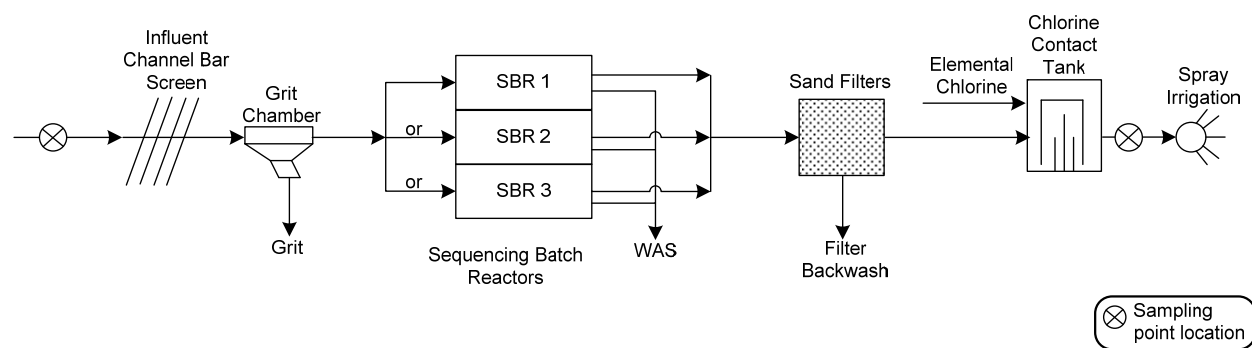 Influent
Channel Bar
Screen
Grit
Chamber
Grit
or
or
SBR 1
SBR 2
SBR 3
Sequencing Batch
Reactors
WAS
Sand Filters
Filter
Backwash
Elemental
Chlorine
Chlorine
Contact
Tank
Spray
Irrigation
Sampling
point location